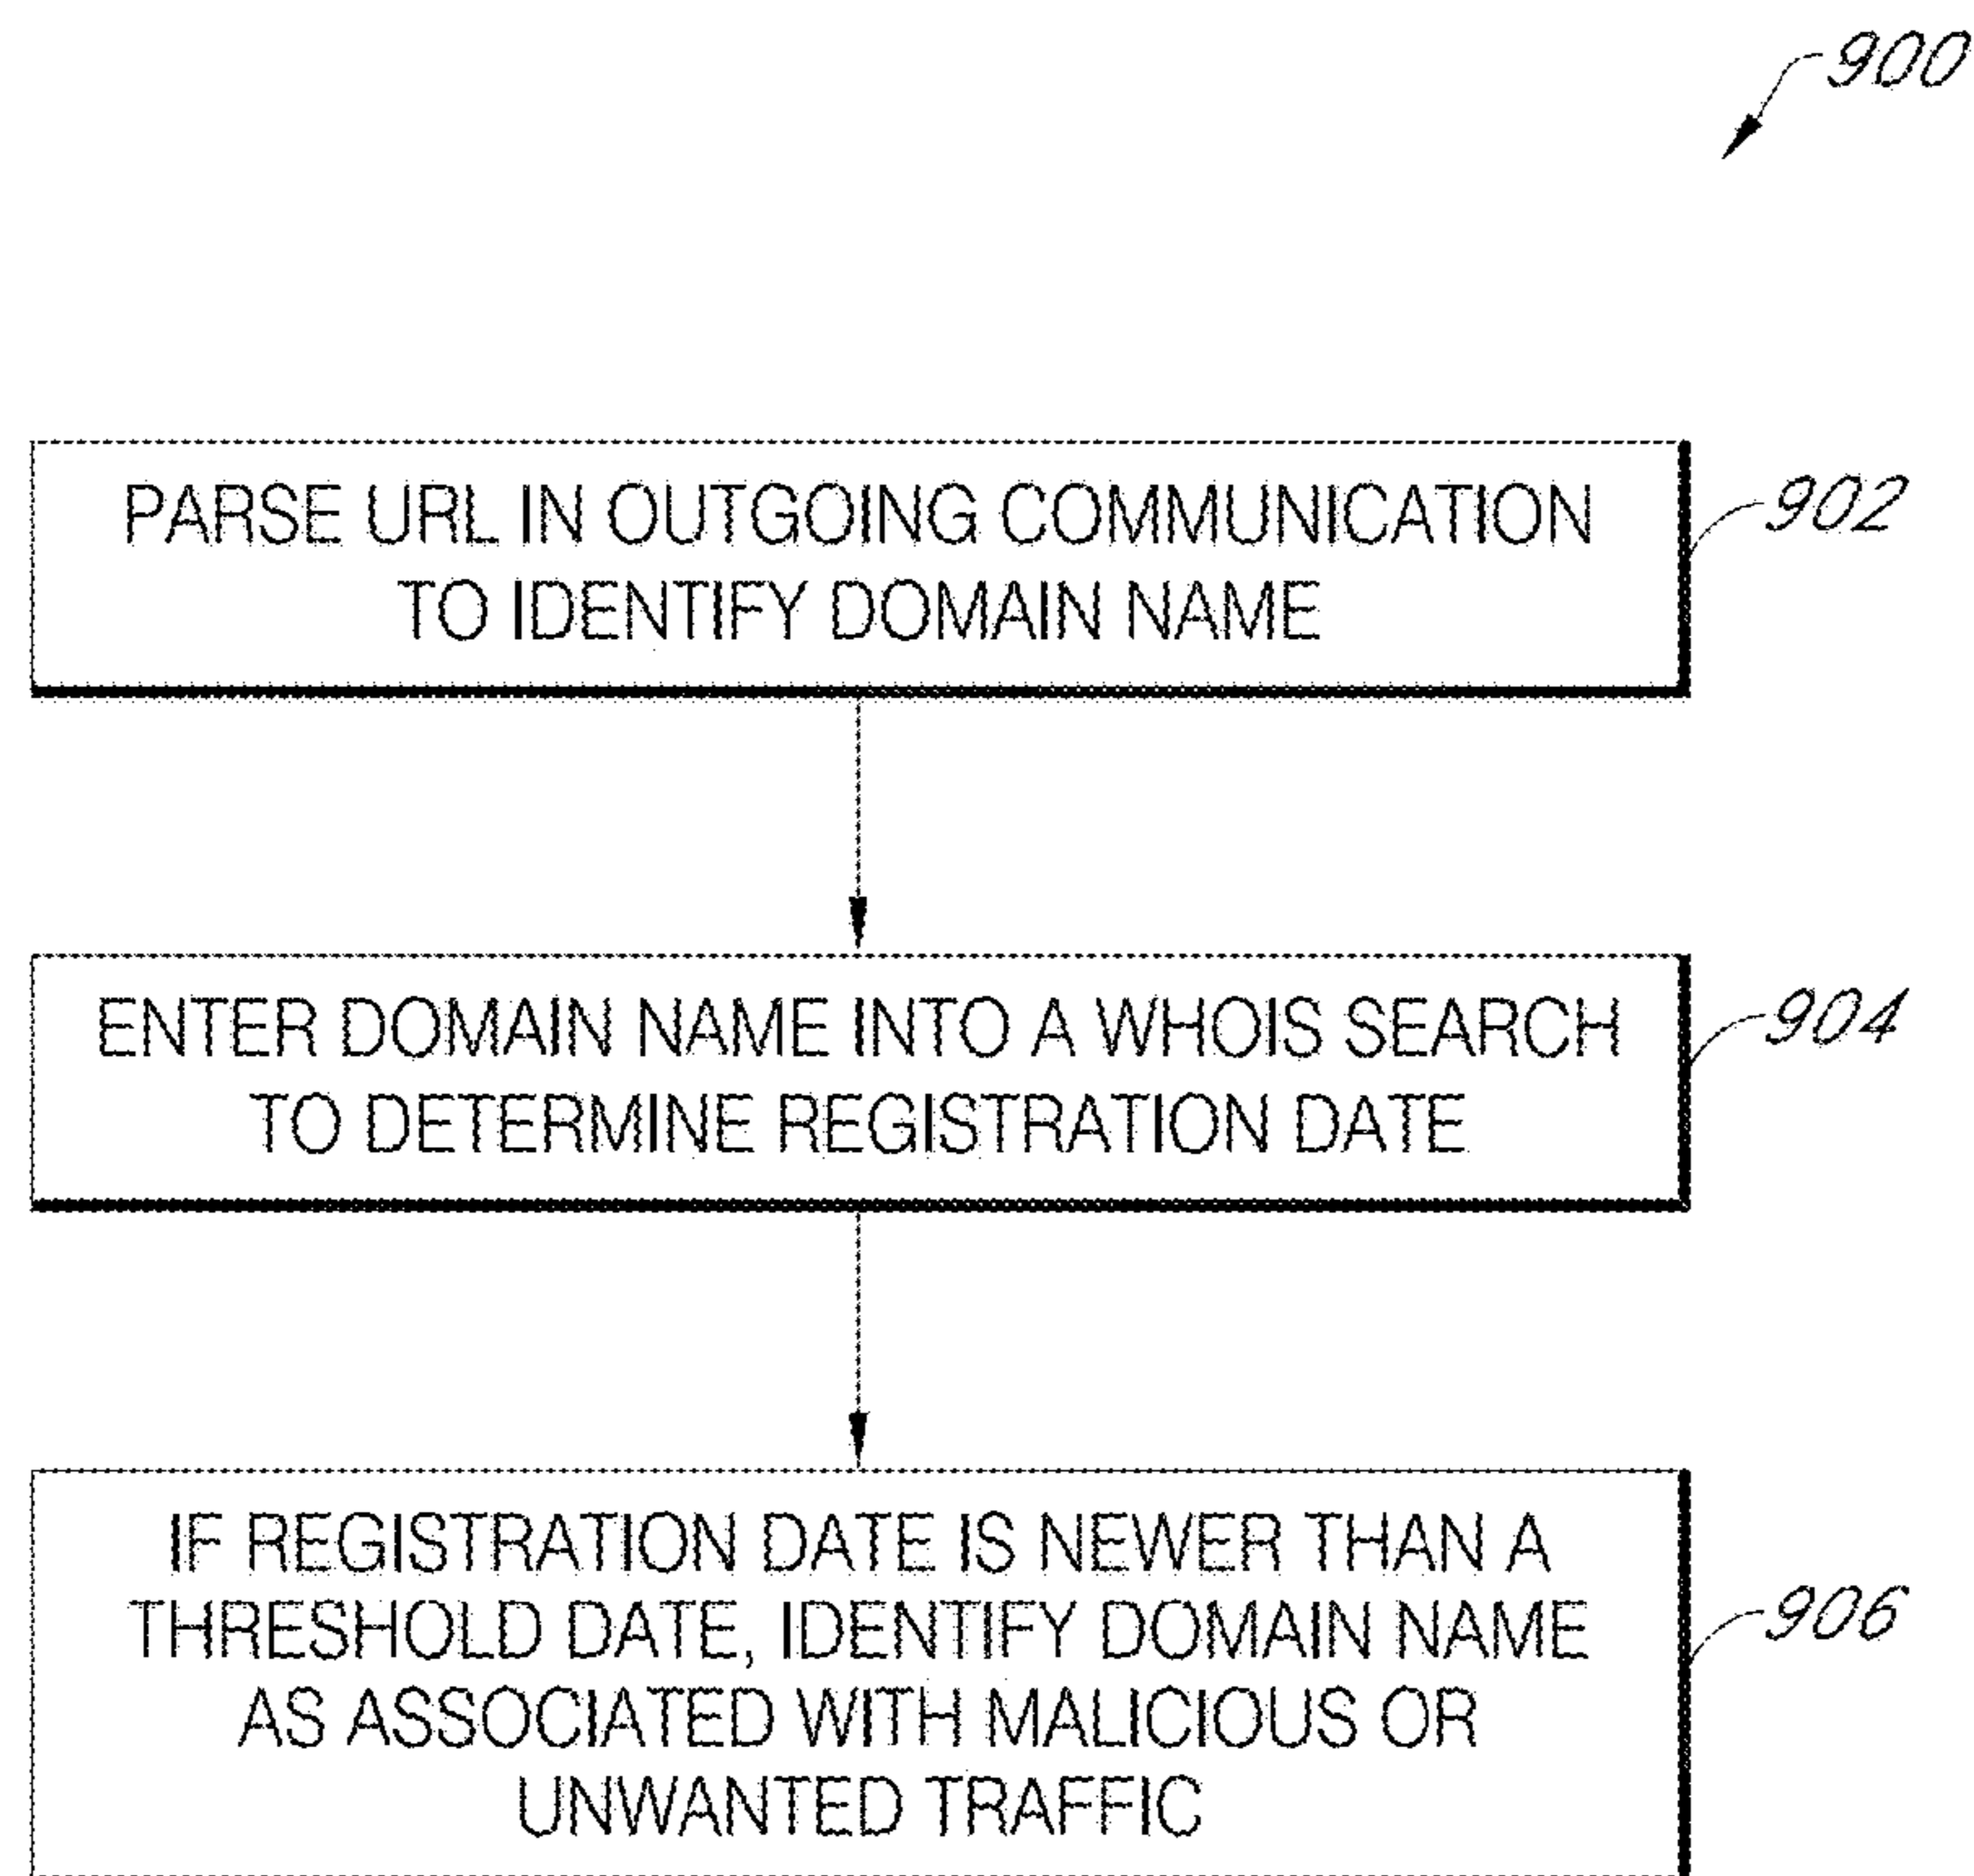 900
PARSE URL IN OUTGOING COMMUNICATION
TO IDENTIFY DOMAIN NAME
902
ENTER DOMAIN NAME INTO A WHOIS SEARCH
TO DETERMINE REGISTRATION DATE
904
IF REGISTRATION DATE IS NEWER THAN A
THRESHOLD DATE, IDENTIFY DOMAIN NAME
AS ASSOCIATED WITH MALICIOUS OR
UNWANTED TRAFFIC
906